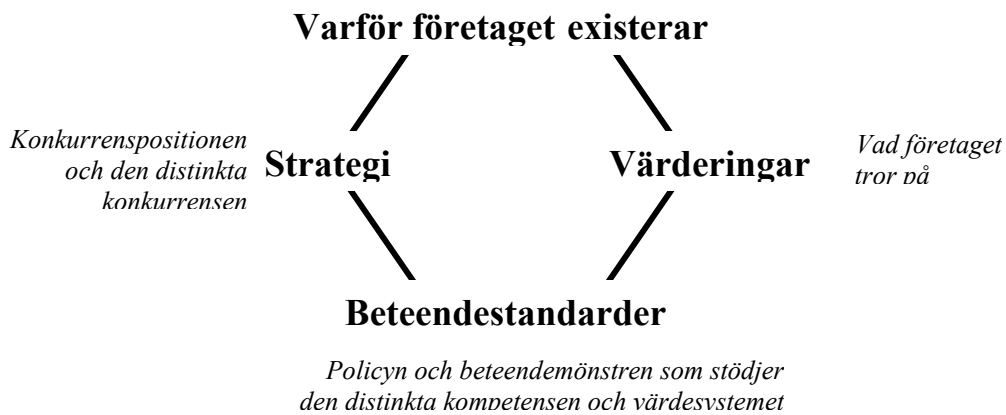 Varför företaget existerar
Konkurrenspositionen
och den distinkta
konkurrensen
Strategi
Värderingar
Vad företaget
tror på
Beteendestandarder
Policyn och beteendemönstren som stödjer
den distinkta kompetensen och värdesystemet